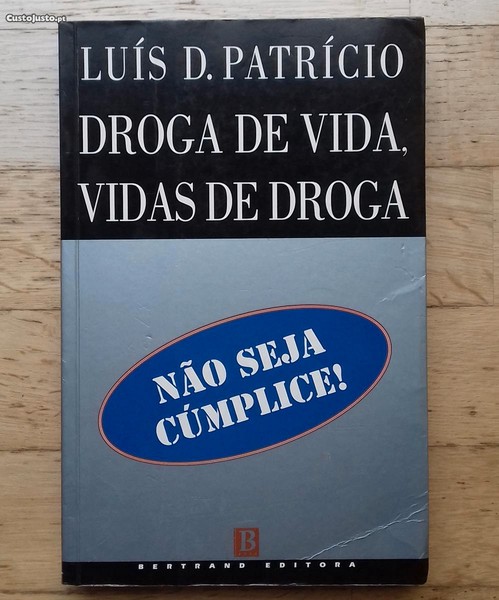 CustoJusto.pt
LUÍS D. PATRÍCIO
DROGA DE VIDA,
VIDAS DE DROGA
NÃO SEJA
CÚMPLICE!
B
BERTRAND EDITORA